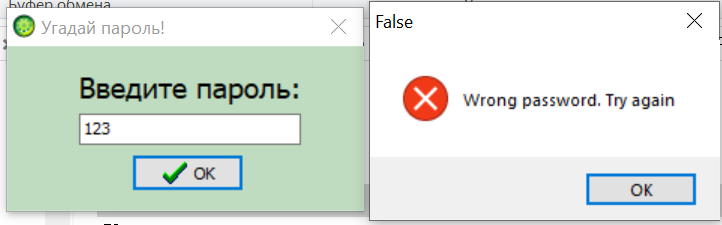 Буфер обмена
Угадай пароль!
Введите пароль:
123
OK
False
Wrong password. Try again
OK